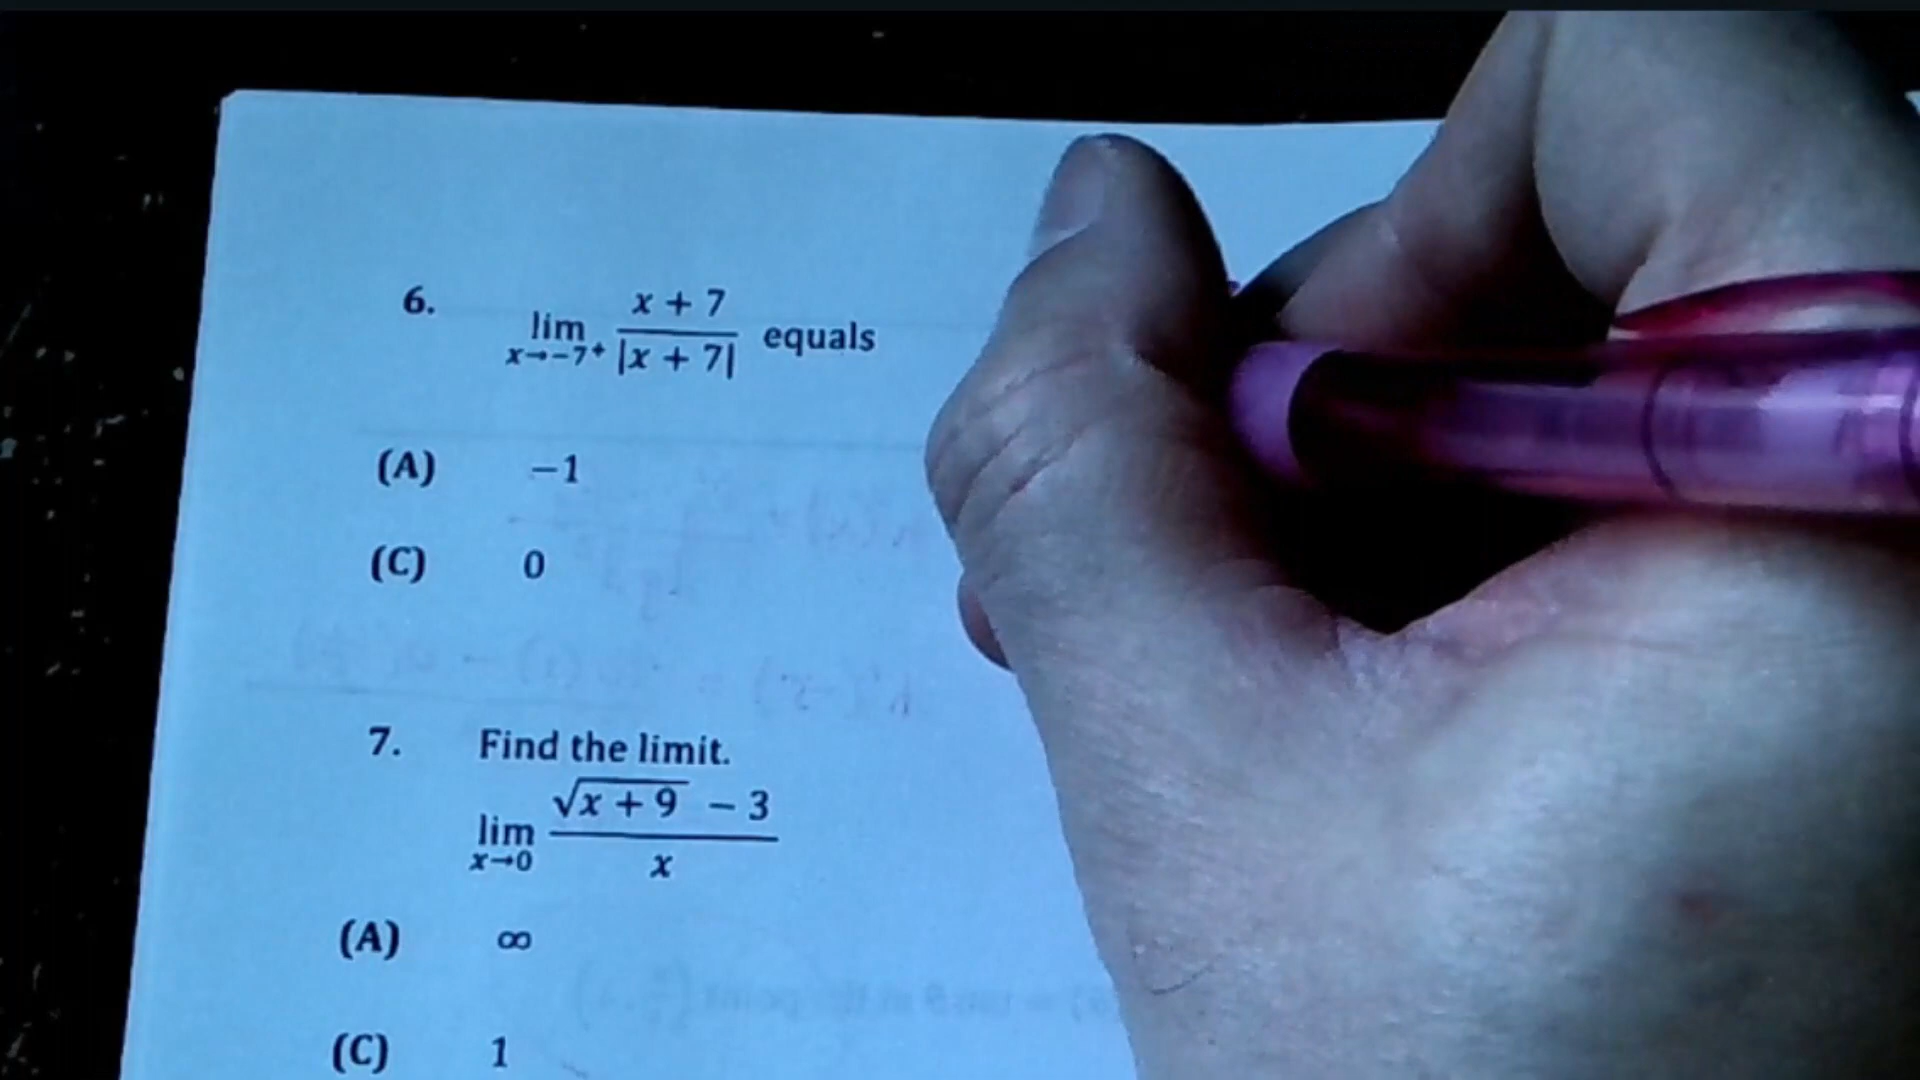 6.
lim x→−7⁺ x + 7 / |x + 7| equals
(A) −1
(C) 0
7. Find the limit.
lim x→0 √x + 9 − 3 / x
(A) ∞
(C) 1